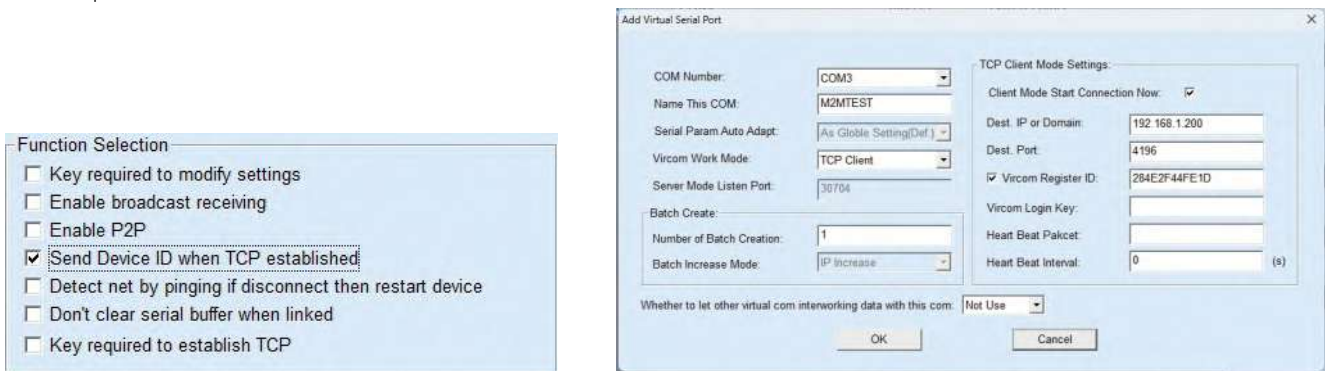 Function Selection
Key required to modify settings
Enable broadcast receiving
Enable P2P
Send Device ID when TCP established
Detect net by pinging if disconnect then restart device
Don't clear serial buffer when linked
Key required to establish TCP
Add Virtual Serial Port
COM Number: COM3
Name This COM: M2MTEST
Serial Param Auto Adapt: As Globle Setting(Def.)
Vircom Work Mode: TCP Client
Server Mode Listen Port: 30704
Batch Create:
Number of Batch Creation: 1
Batch Increase Mode: IP Increase
TCP Client Mode Settings:
Client Mode Start Connection Now:
Dest. IP or Domain: 192.168.1.200
Dest. Port: 4196
Vircom Register ID: 284E2F44FE1D
Vircom Login Key:
Heart Beat Pakcet:
Heart Beat Interval: 0 (s)
Whether to let other virtual com interworking data with this com: Not Use
OK Cancel